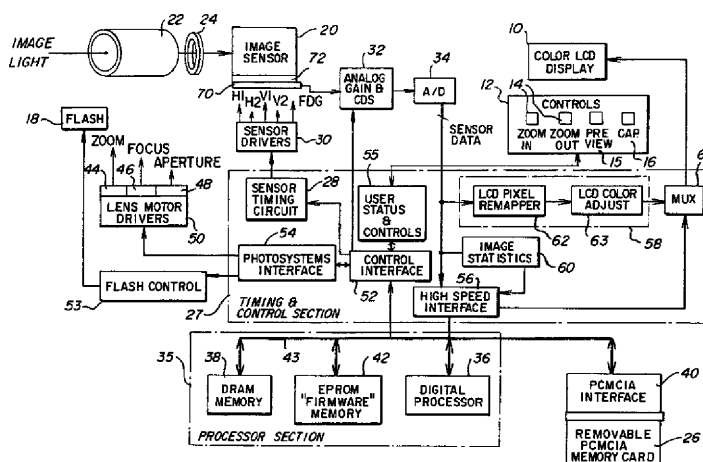 IMAGE
LIGHT
22
24
20
IMAGE
SENSOR
72
70
H1
H2
V1
V2
FDG
SENSOR
DRIVERS
30
32
ANALOG
GAIN &
CDS
34
A/D
SENSOR
DATA
10
COLOR LCD
DISPLAY
12
14
CONTROLS
ZOOM
IN
ZOOM
OUT
PRE
VIEW
CAP.
15
16
18
FLASH
ZOOM
FOCUS
APERTURE
44
46
48
LENS MOTOR
DRIVERS
50
28
SENSOR
TIMING
CIRCUIT
55
USER
STATUS
&
CONTROLS
LCD PIXEL
REMAPPER
62
LCD COLOR
ADJUST
63
58
MUX
54
PHOTOSYSTEMS
INTERFACE
CONTROL
INTERFACE
52
IMAGE
STATISTICS
60
56
HIGH SPEED
INTERFACE
FLASH CONTROL
53
27
TIMING &
CONTROL SECTION
35
38
DRAM
MEMORY
43
42
EPROM
"FIRMWARE"
MEMORY
36
DIGITAL
PROCESSOR
PROCESSOR SECTION
40
PCMCIA
INTERFACE
REMOVABLE
PCMCIA
MEMORY CARD
26